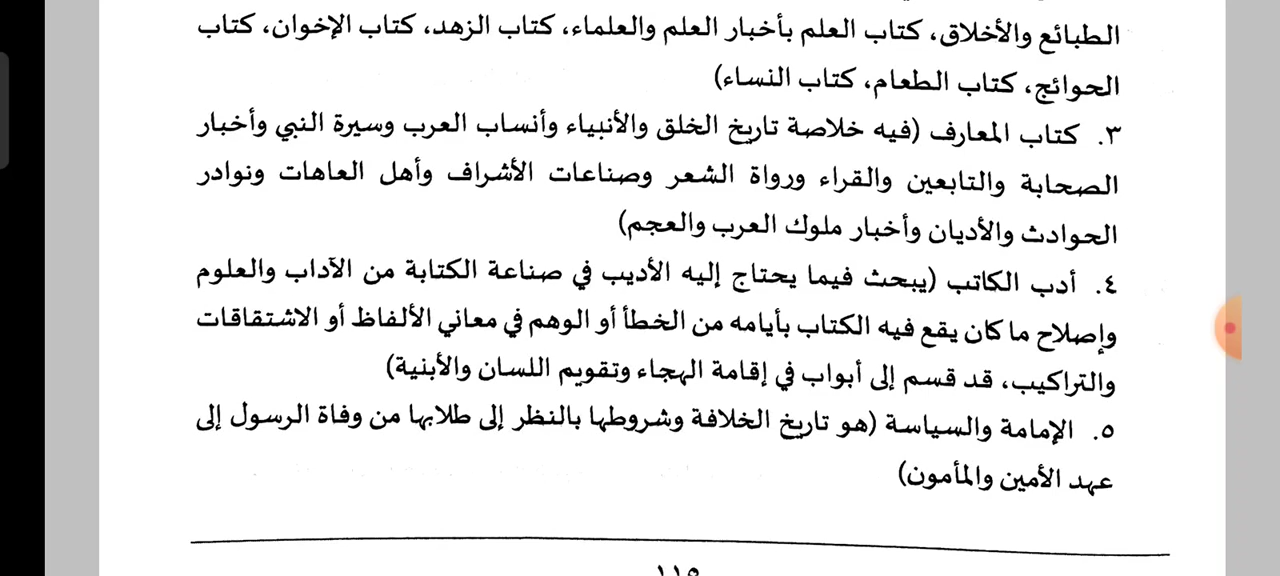 الطبائع والأخلاق، كتاب العلم بأخبار العلم والعلماء، كتاب الزهد، كتاب الإخوان، كتاب
الحوائج، كتاب الطعام، كتاب النساء)
٣. كتاب المعارف (فيه خلاصة تاريخ الخلق والأنبياء وأنساب العرب وسيرة النبي وأخبار
الصحابة والتابعين والقراء ورواة الشعر وصناعات الأشراف وأهل العاهات ونوادر
الحوادث والأديان وأخبار ملوك العرب والعجم)
٤. أدب الكاتب (يبحث فيما يحتاج إليه الأديب في صناعة الكتابة من الآداب والعلوم
وإصلاح ما كان يقع فيه الكتاب بأيامه من الخطأ أو الوهم في معاني الألفاظ أو الاشتقاقات
والتراكيب، قد قسم إلى أبواب في إقامة الهجاء وتقويم اللسان والأبنية)
٥. الإمامة والسياسة (هو تاريخ الخلافة وشروطها بالنظر إلى طلابها من وفاة الرسول إلى
عهد الأمين والمأمون)
١١٥